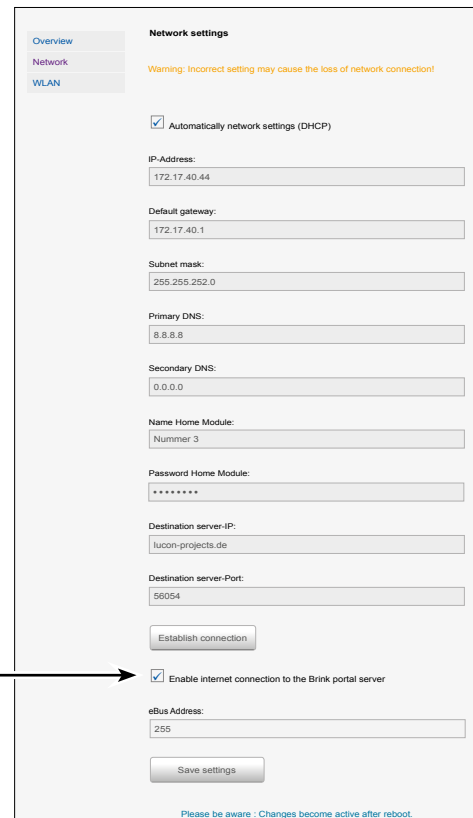 Overview
Network
WLAN
Network settings
Warning: Incorrect setting may cause the loss of network connection!
Automatically network settings (DHCP)
IP-Address:
172.17.40.44
Default gateway:
172.17.40.1
Subnet mask:
255.255.252.0
Primary DNS:
8.8.8.8
Secondary DNS:
0.0.0.0
Name Home Module:
Nummer 3
Password Home Module:
••••••••
Destination server-IP:
lucon-projects.de
Destination server-Port:
56054
Establish connection
Enable internet connection to the Brink portal server
eBus Address:
255
Save settings
Please be aware : Changes become active after reboot.